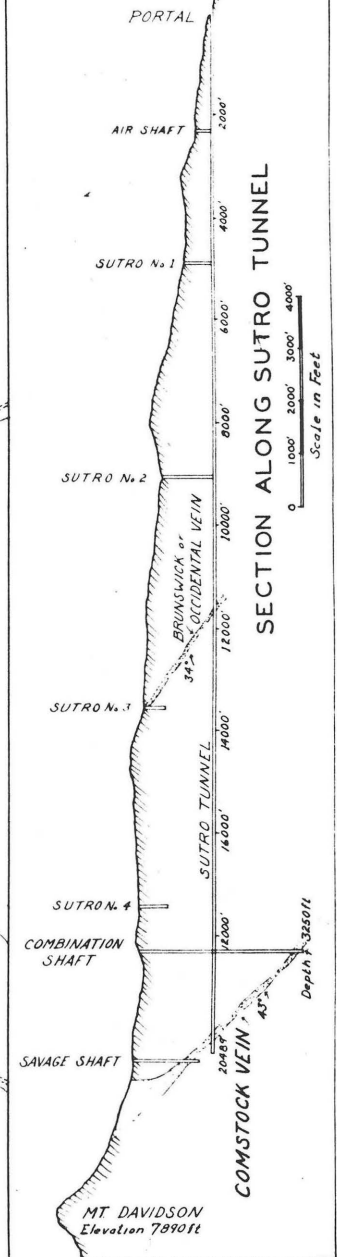 PORTAL
AIR SHAFT
2000'
4000'
SUTRO No 1
6000'
8000'
SUTRO No. 2
10000'
BRUNSWICK or
OCCIDENTAL VEIN
34°
12000'
SUTRO No. 3
14000'
SUTRO TUNNEL
16000'
SUTRO No. 4
18000'
COMBINATION
SHAFT
Depth 3250 ft
45°
COMSTOCK VEIN
20489'
SAVAGE SHAFT
MT. DAVIDSON
Elevation 7890 ft
SECTION ALONG SUTRO TUNNEL
0 1000' 2000' 3000' 4000'
Scale in Feet